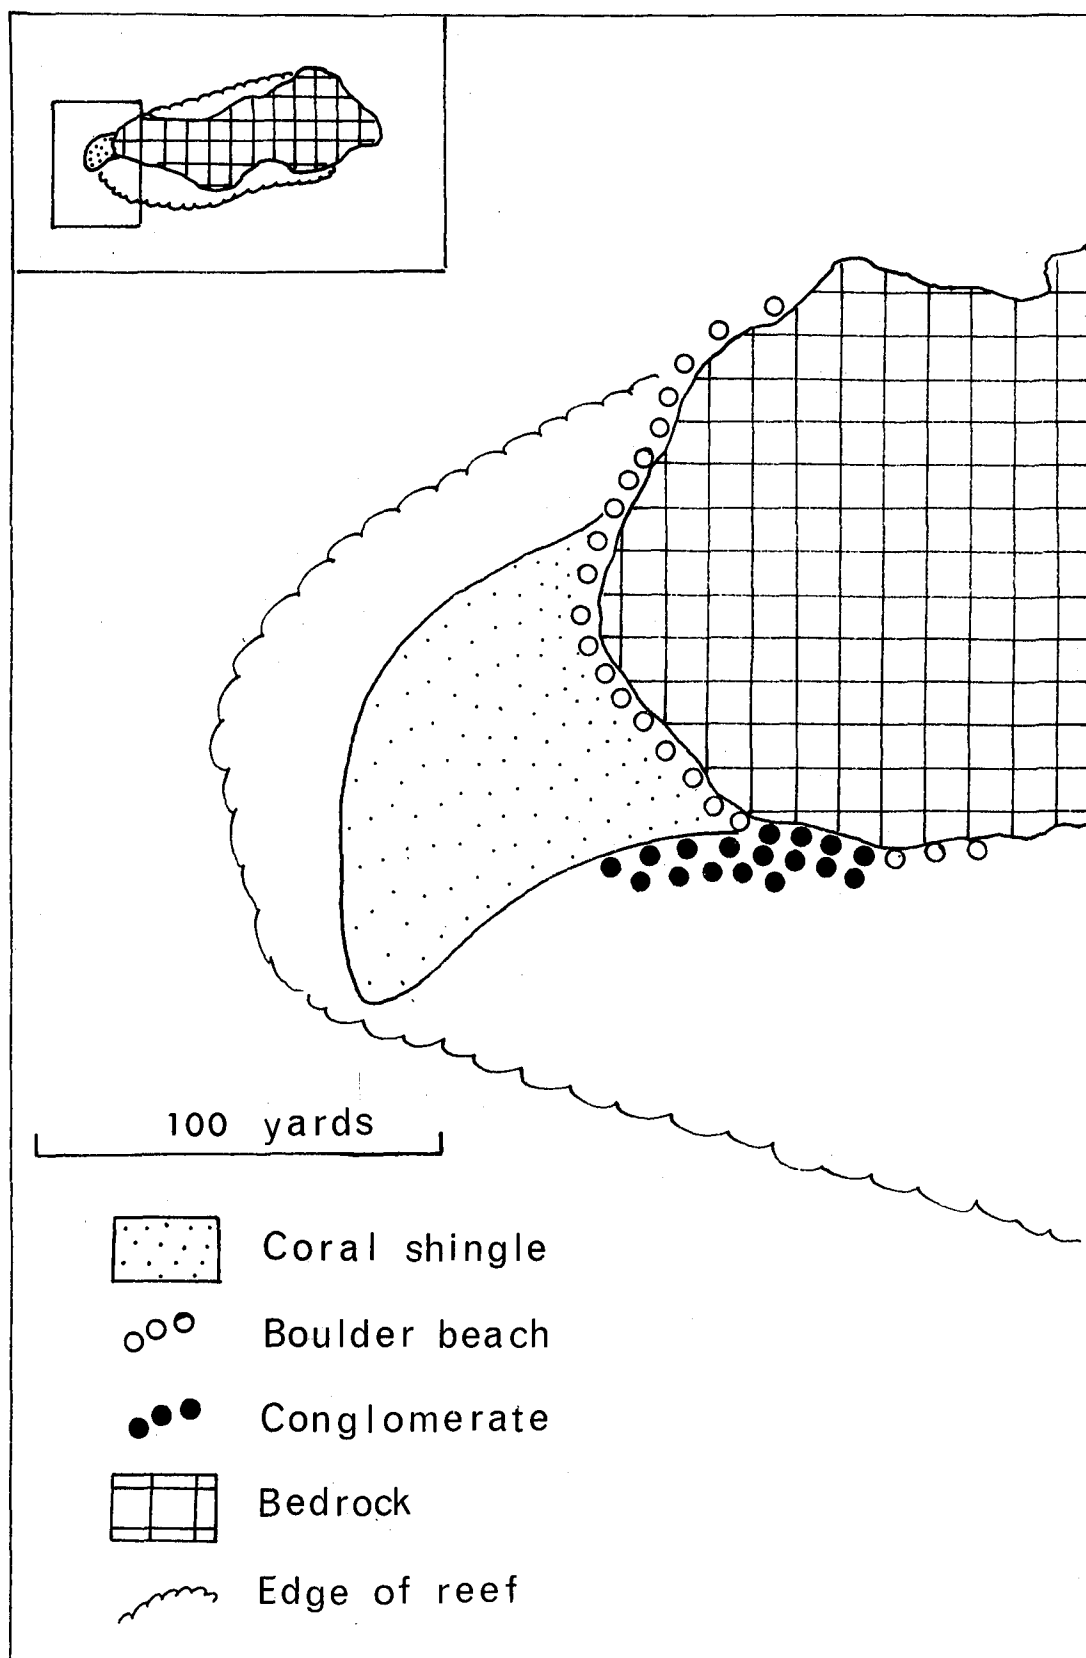 100 yards
Coral shingle
Boulder beach
Conglomerate
Bedrock
Edge of reef